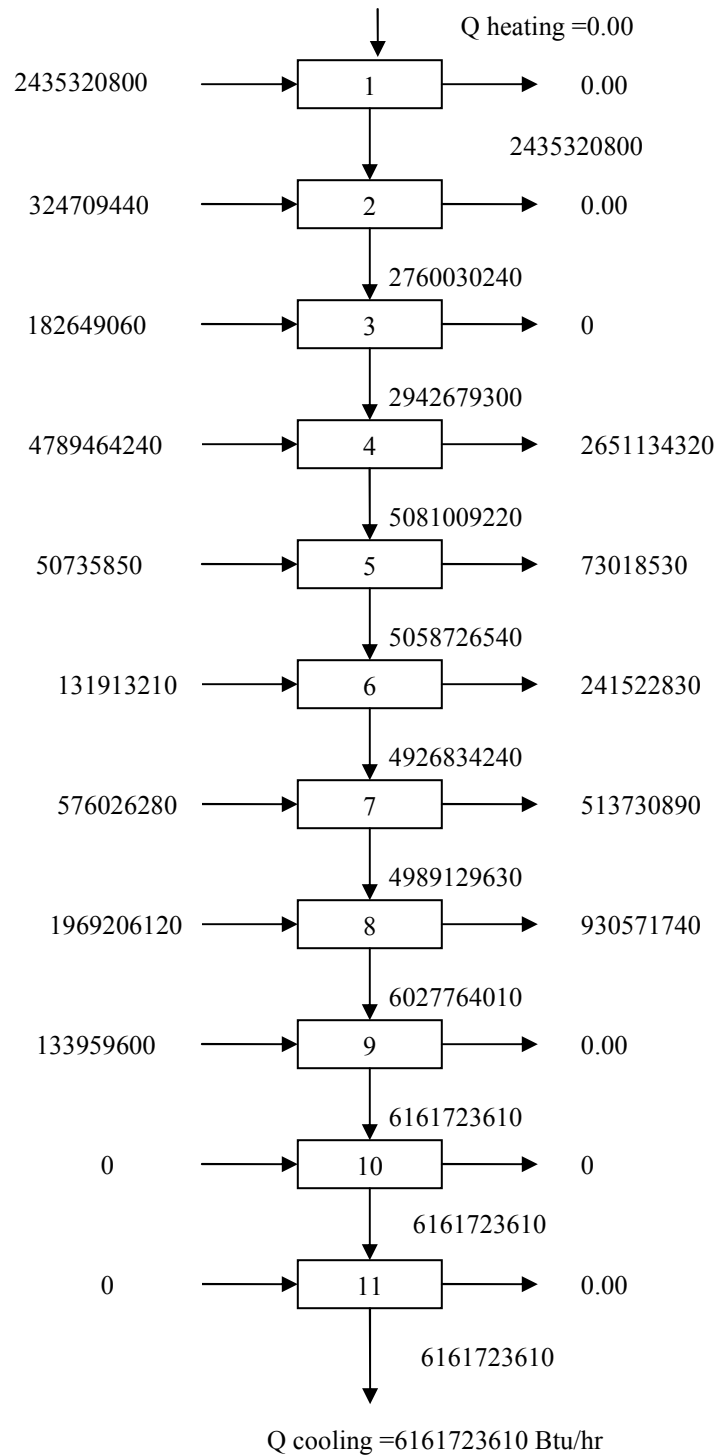 Q heating =0.00
2435320800 1 0.00
2435320800
324709440 2 0.00
2760030240
182649060 3 0
2942679300
4789464240 4 2651134320
5081009220
50735850 5 73018530
5058726540
131913210 6 241522830
4926834240
576026280 7 513730890
4989129630
1969206120 8 930571740
6027764010
133959600 9 0.00
6161723610
0 10 0
6161723610
0 11 0.00
6161723610
Q cooling =6161723610 Btu/hr